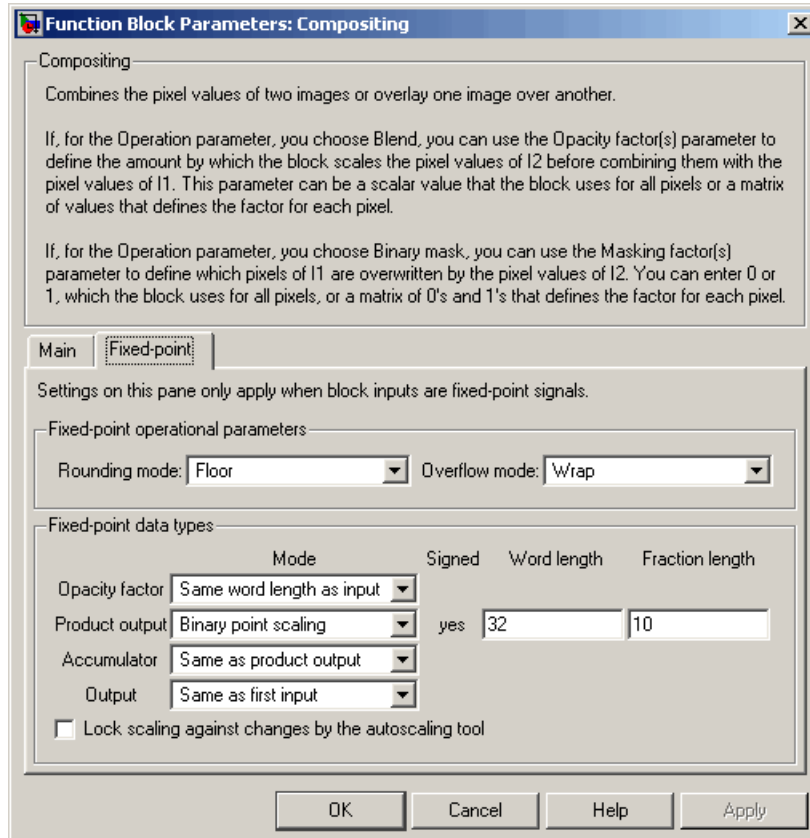 Function Block Parameters: Compositing
Compositing
Combines the pixel values of two images or overlay one image over another.
If, for the Operation parameter, you choose Blend, you can use the Opacity factor(s) parameter to
define the amount by which the block scales the pixel values of I2 before combining them with the
pixel values of I1. This parameter can be a scalar value that the block uses for all pixels or a matrix
of values that defines the factor for each pixel.
If, for the Operation parameter, you choose Binary mask, you can use the Masking factor(s)
parameter to define which pixels of I1 are overwritten by the pixel values of I2. You can enter 0 or
1, which the block uses for all pixels, or a matrix of 0's and 1's that defines the factor for each pixel.
Main Fixed-point
Settings on this pane only apply when block inputs are fixed-point signals.
Fixed-point operational parameters
Rounding mode: Floor Overflow mode: Wrap
Fixed-point data types
Mode Signed Word length Fraction length
Opacity factor Same word length as input
Product output Binary point scaling yes 32 10
Accumulator Same as product output
Output Same as first input
Lock scaling against changes by the autoscaling tool
OK Cancel Help Apply